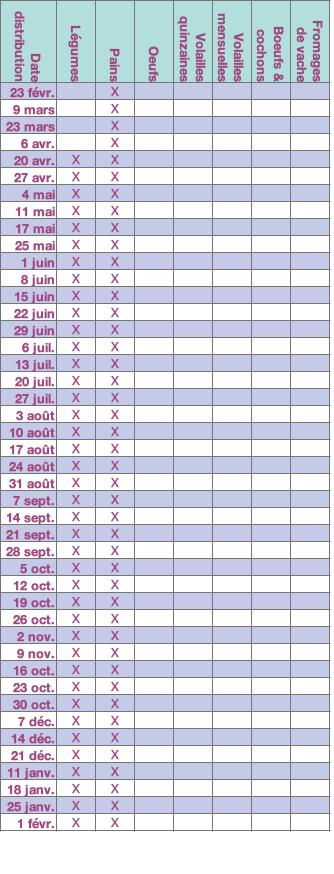 Date distribution
Légumes
Pains
Oeufs
Volailles quinzaines
Volailles mensuelles
Boeufs & cochons
Fromages de vache
23 févr. X
9 mars X
23 mars X
6 avr. X
20 avr. X X
27 avr. X X
4 mai X X
11 mai X X
17 mai X X
25 mai X X
1 juin X X
8 juin X X
15 juin X X
22 juin X X
29 juin X X
6 juil. X X
13 juil. X X
20 juil. X X
27 juil. X X
3 août X X
10 août X X
17 août X X
24 août X X
31 août X X
7 sept. X X
14 sept. X X
21 sept. X X
28 sept. X X
5 oct. X X
12 oct. X X
19 oct. X X
26 oct. X X
2 nov. X X
9 nov. X X
16 oct. X X
23 oct. X X
30 oct. X X
7 déc. X X
14 déc. X X
21 déc. X X
11 janv. X X
18 janv. X X
25 janv. X X
1 févr. X X